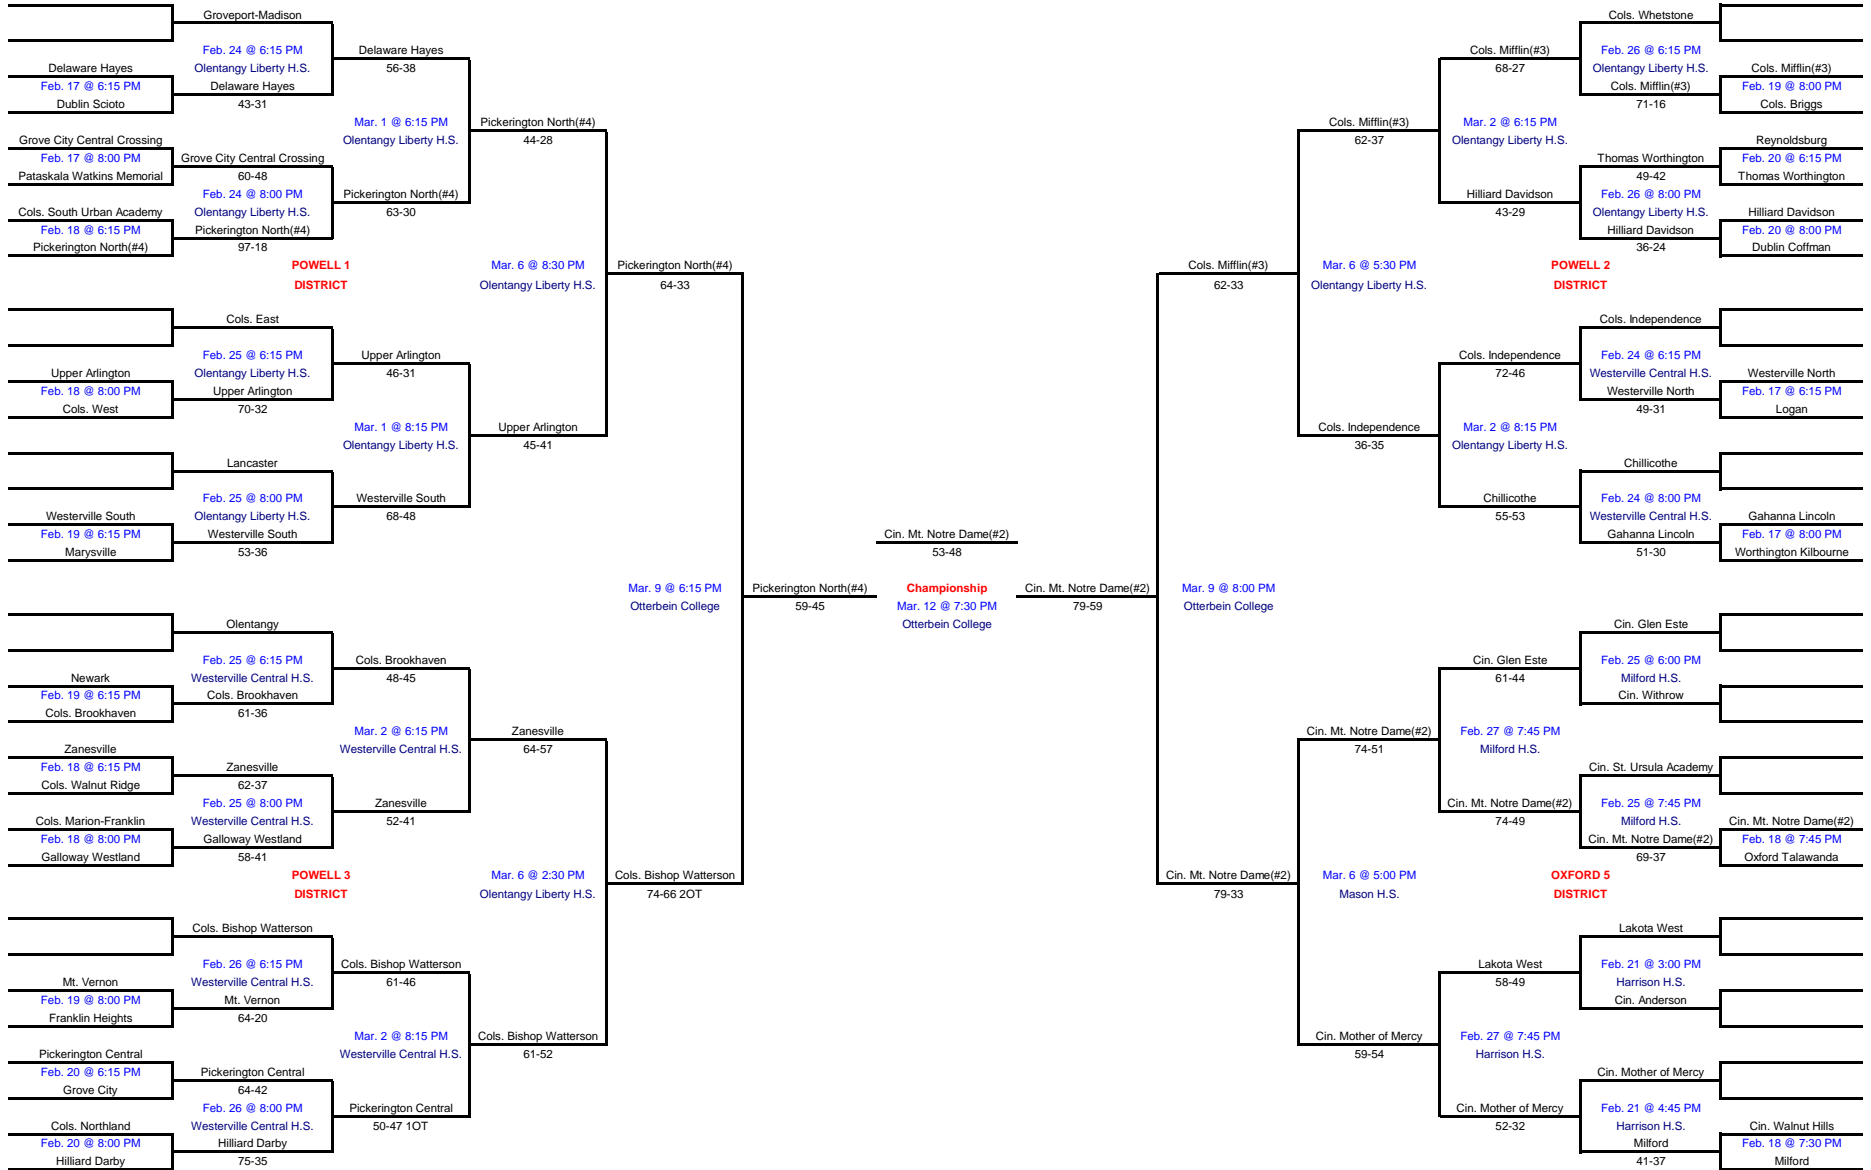 Groveport-Madison
Feb. 24 @ 6:15 PM
Olentangy Liberty H.S.
Delaware Hayes
Feb. 17 @ 6:15 PM
Dublin Scioto
Delaware Hayes
43-31
Delaware Hayes
56-38
Grove City Central Crossing
Feb. 17 @ 8:00 PM
Pataskala Watkins Memorial
Grove City Central Crossing
60-48
Feb. 24 @ 8:00 PM
Olentangy Liberty H.S.
Cols. South Urban Academy
Feb. 18 @ 6:15 PM
Pickerington North(#4)
Pickerington North(#4)
97-18
Pickerington North(#4)
63-30
Mar. 1 @ 6:15 PM
Olentangy Liberty H.S.
Pickerington North(#4)
44-28
POWELL 1
DISTRICT
Mar. 6 @ 8:30 PM
Olentangy Liberty H.S.
Pickerington North(#4)
64-33
Cols. East
Feb. 25 @ 6:15 PM
Olentangy Liberty H.S.
Upper Arlington
Feb. 18 @ 8:00 PM
Cols. West
Upper Arlington
70-32
Upper Arlington
46-31
Mar. 1 @ 8:15 PM
Olentangy Liberty H.S.
Upper Arlington
45-41
Lancaster
Feb. 25 @ 8:00 PM
Olentangy Liberty H.S.
Westerville South
Feb. 19 @ 6:15 PM
Marysville
Westerville South
53-36
Westerville South
68-48
Mar. 9 @ 6:15 PM
Otterbein College
Pickerington North(#4)
59-45
Olentangy
Feb. 25 @ 6:15 PM
Westerville Central H.S.
Newark
Feb. 19 @ 6:15 PM
Cols. Brookhaven
Cols. Brookhaven
61-36
Cols. Brookhaven
48-45
Mar. 2 @ 6:15 PM
Westerville Central H.S.
Zanesville
64-57
Zanesville
Feb. 18 @ 6:15 PM
Cols. Walnut Ridge
Zanesville
62-37
Feb. 25 @ 8:00 PM
Westerville Central H.S.
Cols. Marion-Franklin
Feb. 18 @ 8:00 PM
Galloway Westland
Galloway Westland
58-41
Zanesville
52-41
POWELL 3
DISTRICT
Mar. 6 @ 2:30 PM
Olentangy Liberty H.S.
Cols. Bishop Watterson
74-66 2OT
Cols. Bishop Watterson
Feb. 26 @ 6:15 PM
Westerville Central H.S.
Mt. Vernon
Feb. 19 @ 8:00 PM
Franklin Heights
Mt. Vernon
64-20
Cols. Bishop Watterson
61-46
Mar. 2 @ 8:15 PM
Westerville Central H.S.
Cols. Bishop Watterson
61-52
Pickerington Central
Feb. 20 @ 6:15 PM
Grove City
Pickerington Central
64-42
Feb. 26 @ 8:00 PM
Westerville Central H.S.
Cols. Northland
Feb. 20 @ 8:00 PM
Hilliard Darby
Hilliard Darby
75-35
Pickerington Central
50-47 1OT
Cin. Mt. Notre Dame(#2)
53-48
Championship
Mar. 12 @ 7:30 PM
Otterbein College
Cin. Mt. Notre Dame(#2)
79-59
Mar. 9 @ 8:00 PM
Otterbein College
Cols. Whetstone
Feb. 26 @ 6:15 PM
Olentangy Liberty H.S.
Cols. Mifflin(#3)
71-16
Cols. Mifflin(#3)
Feb. 19 @ 8:00 PM
Cols. Briggs
Cols. Mifflin(#3)
68-27
Mar. 2 @ 6:15 PM
Olentangy Liberty H.S.
Cols. Mifflin(#3)
62-37
Reynoldsburg
Feb. 20 @ 6:15 PM
Thomas Worthington
Thomas Worthington
49-42
Feb. 26 @ 8:00 PM
Olentangy Liberty H.S.
Hilliard Davidson
36-24
Hilliard Davidson
Feb. 20 @ 8:00 PM
Dublin Coffman
Hilliard Davidson
43-29
Cols. Mifflin(#3)
62-33
Mar. 6 @ 5:30 PM
Olentangy Liberty H.S.
POWELL 2
DISTRICT
Cols. Independence
Feb. 24 @ 6:15 PM
Westerville Central H.S.
Westerville North
49-31
Westerville North
Feb. 17 @ 6:15 PM
Logan
Cols. Independence
72-46
Mar. 2 @ 8:15 PM
Olentangy Liberty H.S.
Cols. Independence
36-35
Chillicothe
Feb. 24 @ 8:00 PM
Westerville Central H.S.
Gahanna Lincoln
51-30
Gahanna Lincoln
Feb. 17 @ 8:00 PM
Worthington Kilbourne
Chillicothe
55-53
Cin. Glen Este
Feb. 25 @ 6:00 PM
Milford H.S.
Cin. Withrow
Cin. Glen Este
61-44
Feb. 27 @ 7:45 PM
Milford H.S.
Cin. Mt. Notre Dame(#2)
74-51
Cin. St. Ursula Academy
Feb. 25 @ 7:45 PM
Milford H.S.
Cin. Mt. Notre Dame(#2)
69-37
Cin. Mt. Notre Dame(#2)
Feb. 18 @ 7:45 PM
Oxford Talawanda
Cin. Mt. Notre Dame(#2)
74-49
Cin. Mt. Notre Dame(#2)
79-33
Mar. 6 @ 5:00 PM
Mason H.S.
OXFORD 5
DISTRICT
Lakota West
Feb. 21 @ 3:00 PM
Harrison H.S.
Cin. Anderson
Lakota West
58-49
Feb. 27 @ 7:45 PM
Harrison H.S.
Cin. Mother of Mercy
59-54
Cin. Mother of Mercy
Feb. 21 @ 4:45 PM
Harrison H.S.
Milford
41-37
Cin. Walnut Hills
Feb. 18 @ 7:30 PM
Milford
Cin. Mother of Mercy
52-32